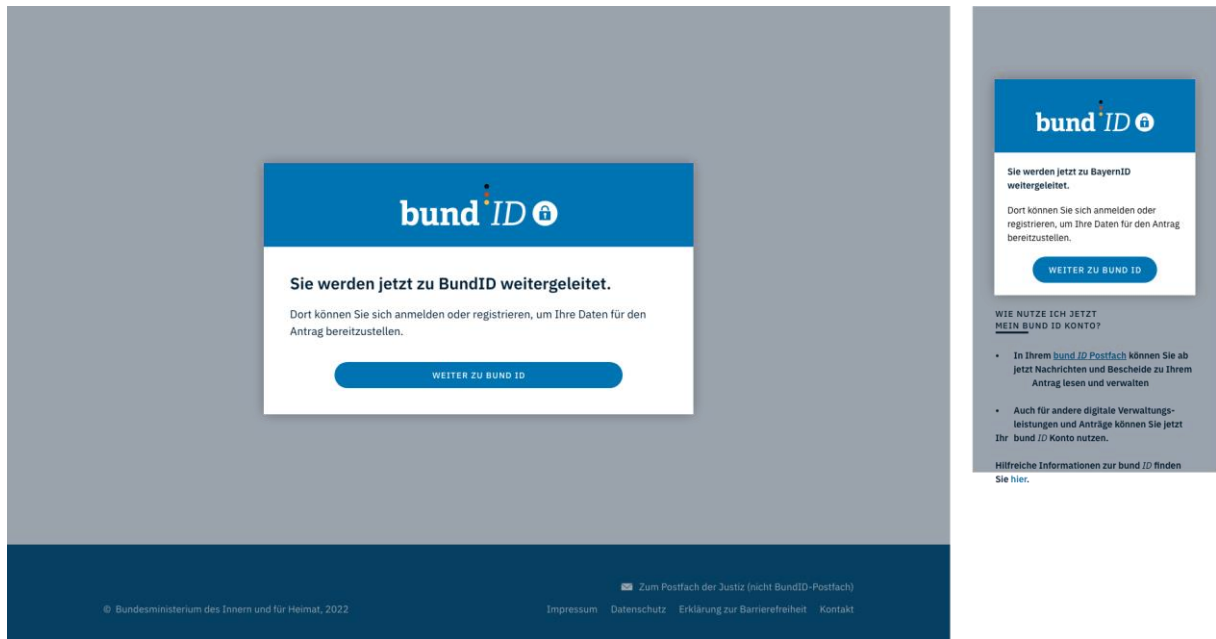 bund ID
Sie werden jetzt zu BundID weitergeleitet.
Dort können Sie sich anmelden oder registrieren, um Ihre Daten für den
Antrag bereitzustellen.
WEITER ZU BUND ID
✉ Zum Postfach der Justiz (nicht BundID-Postfach)
© Bundesministerium des Innern und für Heimat, 2022
Impressum Datenschutz Erklärung zur Barrierefreiheit Kontakt
bund ID
Sie werden jetzt zu BayernID
weitergeleitet.
Dort können Sie sich anmelden oder
registrieren, um Ihre Daten für den Antrag
bereitzustellen.
WEITER ZU BUND ID
WIE NUTZE ICH JETZT
MEIN BUND ID KONTO?
• In Ihrem bund ID Postfach können Sie ab
jetzt Nachrichten und Bescheide zu Ihrem
Antrag lesen und verwalten
• Auch für andere digitale Verwaltungs-
leistungen und Anträge können Sie jetzt
Ihr bund ID Konto nutzen.
Hilfreiche Informationen zur bund ID finden
Sie hier.